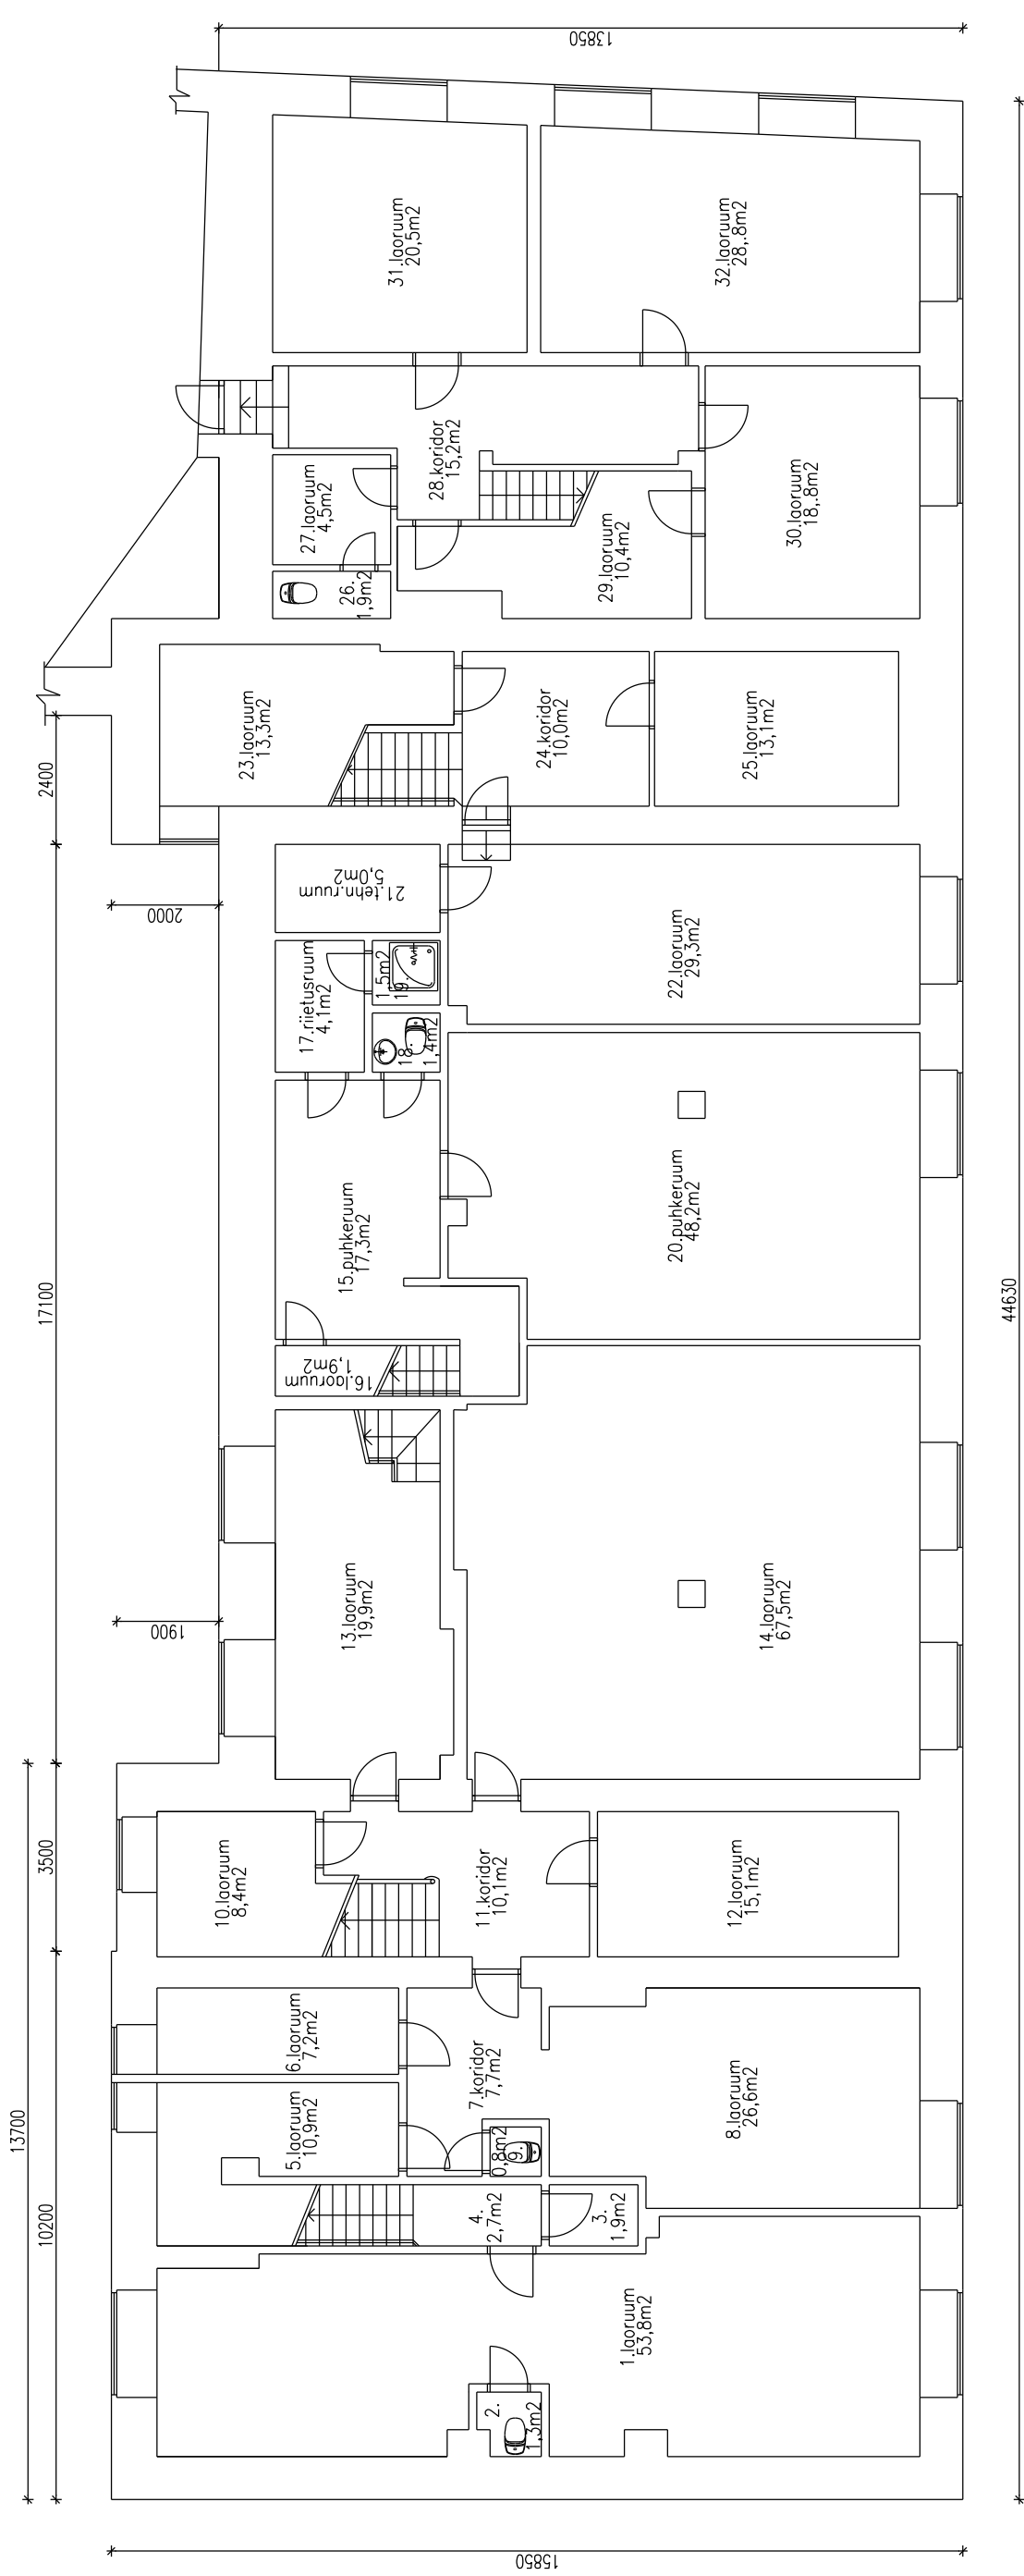 13850
31.laoruum
20,5m2
32.laoruum
28,.8m2
28.koridor
15,2m2
27.laoruum
4,5m2
30.laoruum
18,.8m2
29.laoruum
10,4m2
26.
1,9m2
23.laoruum
13,3m2
24.koridor
10,0m2
25.laoruum
13,1m2
2400
2000
21.tehn.ruum
5,0m2
22.laoruum
29,3m2
17.riietusruum
4,1m2
1.5m2
19.
18.
1,4m2
15.puhkeruum
17,3m2
20.puhkeruum
48,2m2
17100
44630
16.laoruum
1,9m2
13.laoruum
19,9m2
14.laoruum
67,5m2
1900
3500
10.laoruum
8,4m2
11.koridor
10,1m2
12.laoruum
15,1m2
6.laoruum
7,2m2
7.koridor
7,7m2
8.laoruum
26,6m2
13700
5.laoruum
10,9m2
0,8m2
9.
10200
4.
2,7m2
3.
1,9m2
1.laoruum
53,8m2
2.
1,3m2
15850